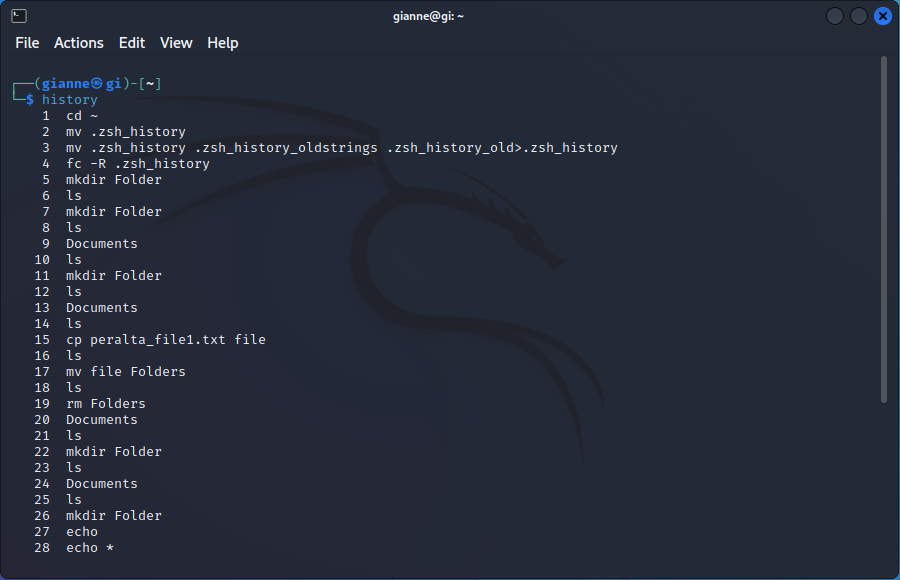 gianne@gi: ~
File Actions Edit View Help
┌──(gianne㉿gi)-[~]
└─$ history
1 cd ~
2 mv .zsh_history
3 mv .zsh_history .zsh_history_oldstrings .zsh_history_old>.zsh_history
4 fc -R .zsh_history
5 mkdir Folder
6 ls
7 mkdir Folder
8 ls
9 Documents
10 ls
11 mkdir Folder
12 ls
13 Documents
14 ls
15 cp peralta_file1.txt file
16 ls
17 mv file Folders
18 ls
19 rm Folders
20 Documents
21 ls
22 mkdir Folder
23 ls
24 Documents
25 ls
26 mkdir Folder
27 echo
28 echo *